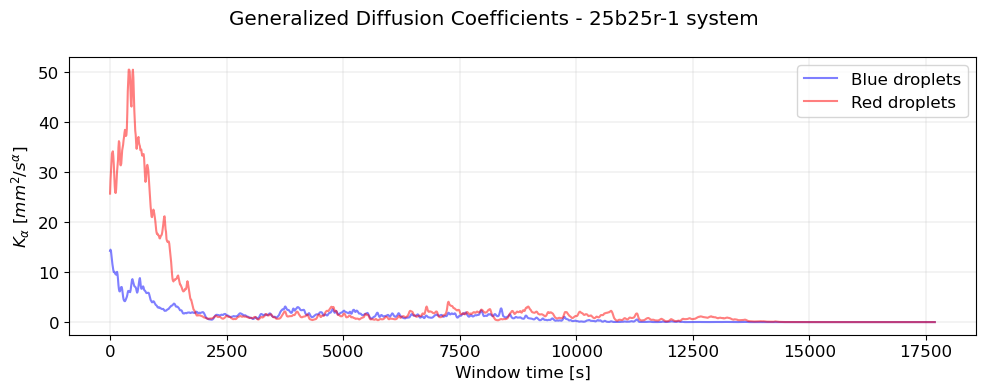 Generalized Diffusion Coefficients - 25b25r-1 system
Blue droplets
Red droplets
50
40
30
20
10
0
K_α [mm²/s^α]
0 2500 5000 7500 10000 12500 15000 17500
Window time [s]